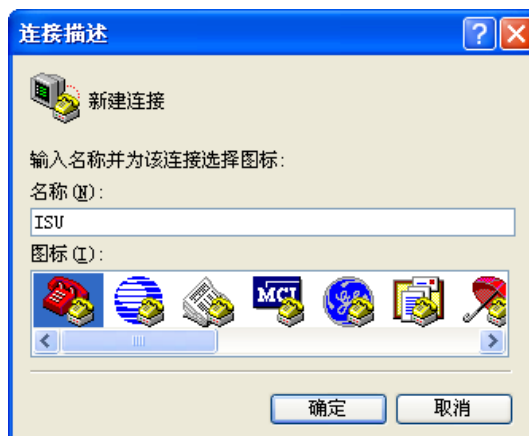 连接描述
新建连接
输入名称并为该连接选择图标:
名称(N):
ISU
图标(I):
MCI
确定
取消